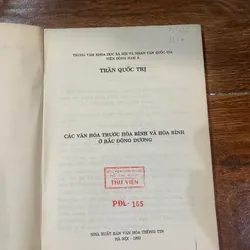 TRUNG TÂM KHOA HỌC XÃ HỘI VÀ NHÂN VĂN QUỐC GIA
VIỆN ĐÔNG NAM Á
TRẦN QUỐC TRỊ
CÁC VĂN HÓA TRƯỚC HÒA BÌNH VÀ HÒA BÌNH
Ở BẮC ĐÔNG DƯƠNG
THƯ VIỆN
PĐL - 165
NHÀ XUẤT BẢN VĂN HÓA THÔNG TIN
HÀ NỘI -